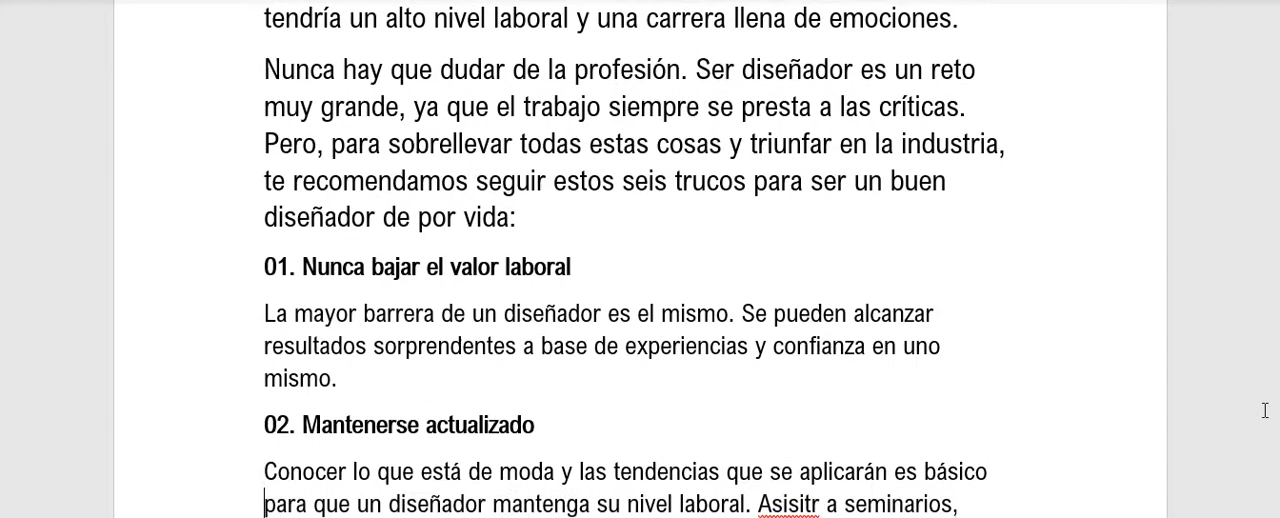 tendría un alto nivel laboral y una carrera llena de emociones.
Nunca hay que dudar de la profesión. Ser diseñador es un reto
muy grande, ya que el trabajo siempre se presta a las críticas.
Pero, para sobrellevar todas estas cosas y triunfar en la industria,
te recomendamos seguir estos seis trucos para ser un buen
diseñador de por vida:
01. Nunca bajar el valor laboral
La mayor barrera de un diseñador es el mismo. Se pueden alcanzar
resultados sorprendentes a base de experiencias y confianza en uno
mismo.
02. Mantenerse actualizado
Conocer lo que está de moda y las tendencias que se aplicarán es básico
para que un diseñador mantenga su nivel laboral. Asisitr a seminarios,